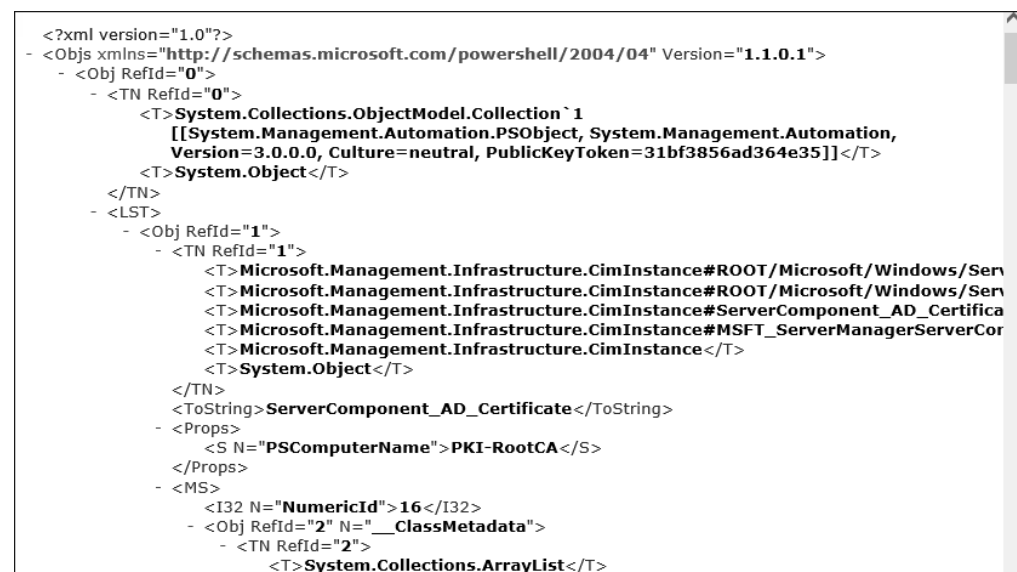 <?xml version="1.0"?>
- <Objs xmlns="http://schemas.microsoft.com/powershell/2004/04" Version="1.1.0.1">
- <Obj RefId="0">
- <TN RefId="0">
<T>System.Collections.ObjectModel.Collection`1
[[System.Management.Automation.PSObject, System.Management.Automation,
Version=3.0.0.0, Culture=neutral, PublicKeyToken=31bf3856ad364e35]]</T>
<T>System.Object</T>
</TN>
- <LST>
- <Obj RefId="1">
- <TN RefId="1">
<T>Microsoft.Management.Infrastructure.CimInstance#ROOT/Microsoft/Windows/Serv
<T>Microsoft.Management.Infrastructure.CimInstance#ROOT/Microsoft/Windows/Serv
<T>Microsoft.Management.Infrastructure.CimInstance#ServerComponent_AD_Certifica
<T>Microsoft.Management.Infrastructure.CimInstance#MSFT_ServerManagerServerCor
<T>Microsoft.Management.Infrastructure.CimInstance</T>
<T>System.Object</T>
</TN>
<ToString>ServerComponent_AD_Certificate</ToString>
- <Props>
<S N="PSComputerName">PKI-RootCA</S>
</Props>
- <MS>
<I32 N="NumericId">16</I32>
- <Obj RefId="2" N="__ClassMetadata">
- <TN RefId="2">
<T>System.Collections.ArrayList</T>